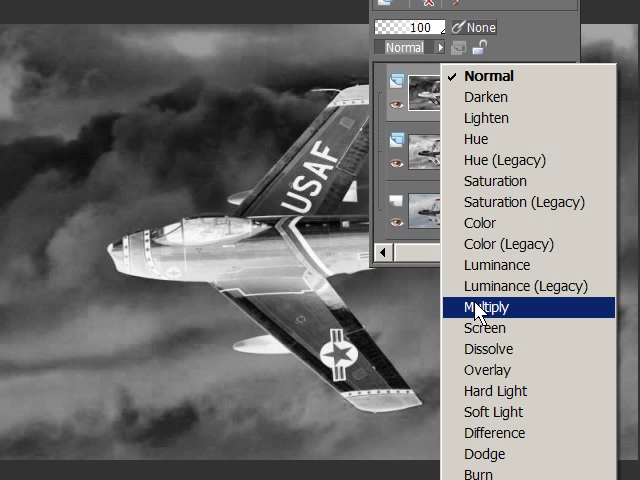 100
None
Normal
Normal
Darken
Lighten
Hue
Hue (Legacy)
Saturation
Saturation (Legacy)
Color
Color (Legacy)
Luminance
Luminance (Legacy)
Multiply
Screen
Dissolve
Overlay
Hard Light
Soft Light
Difference
Dodge
Burn
USAF